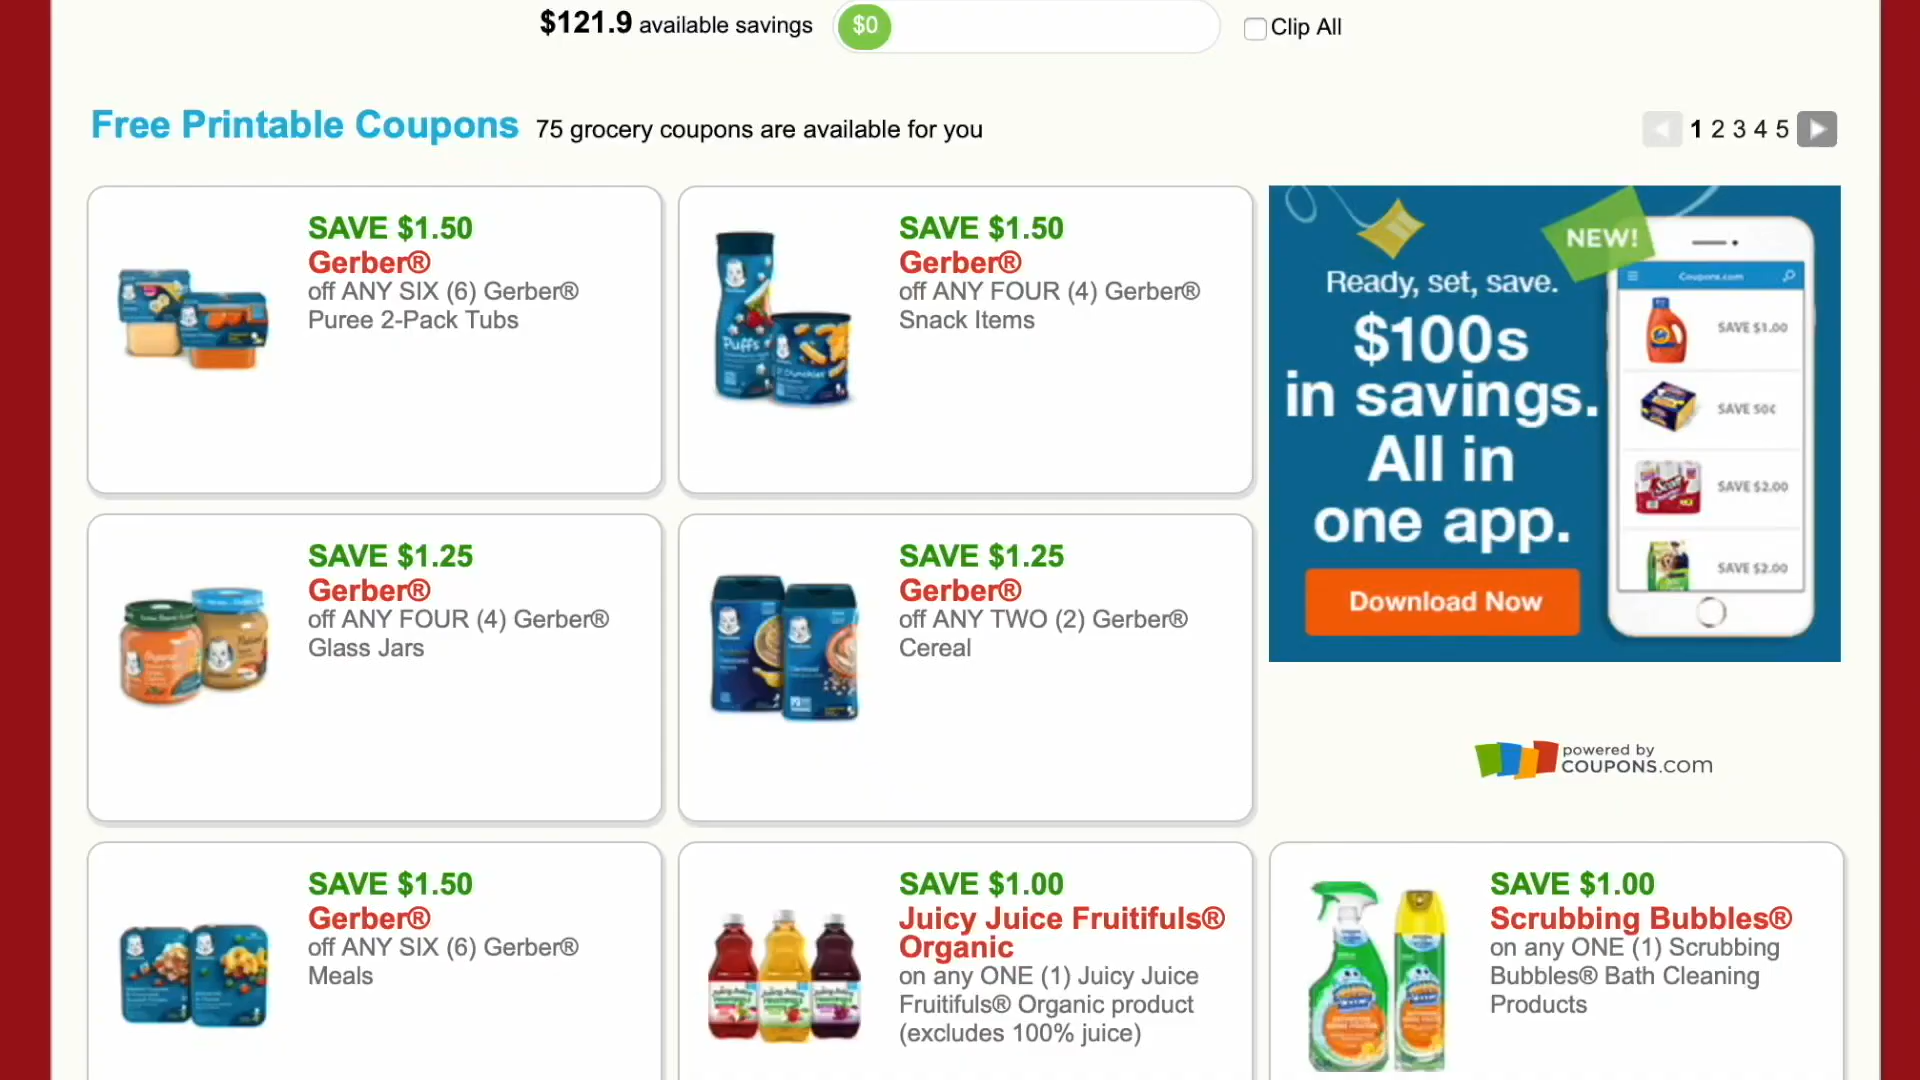 $121.9 available savings
$0
Clip All
Free Printable Coupons 75 grocery coupons are available for you
1 2 3 4 5
SAVE $1.50
Gerber®
off ANY SIX (6) Gerber®
Puree 2-Pack Tubs
SAVE $1.50
Gerber®
off ANY FOUR (4) Gerber®
Snack Items
Puffs
NEW!
Ready, set, save.
$100s
in savings.
All in
one app.
Download Now
Coupons.com
SAVE $1.00
SAVE 50¢
Scott
SAVE $2.00
SAVE $2.00
SAVE $1.25
Gerber®
off ANY FOUR (4) Gerber®
Glass Jars
SAVE $1.25
Gerber®
off ANY TWO (2) Gerber®
Cereal
powered by
COUPONS.com
SAVE $1.50
Gerber®
off ANY SIX (6) Gerber®
Meals
SAVE $1.00
Juicy Juice Fruitifuls®
Organic
on any ONE (1) Juicy Juice
Fruitifuls® Organic product
(excludes 100% juice)
SAVE $1.00
Scrubbing Bubbles®
on any ONE (1) Scrubbing
Bubbles® Bath Cleaning
Products